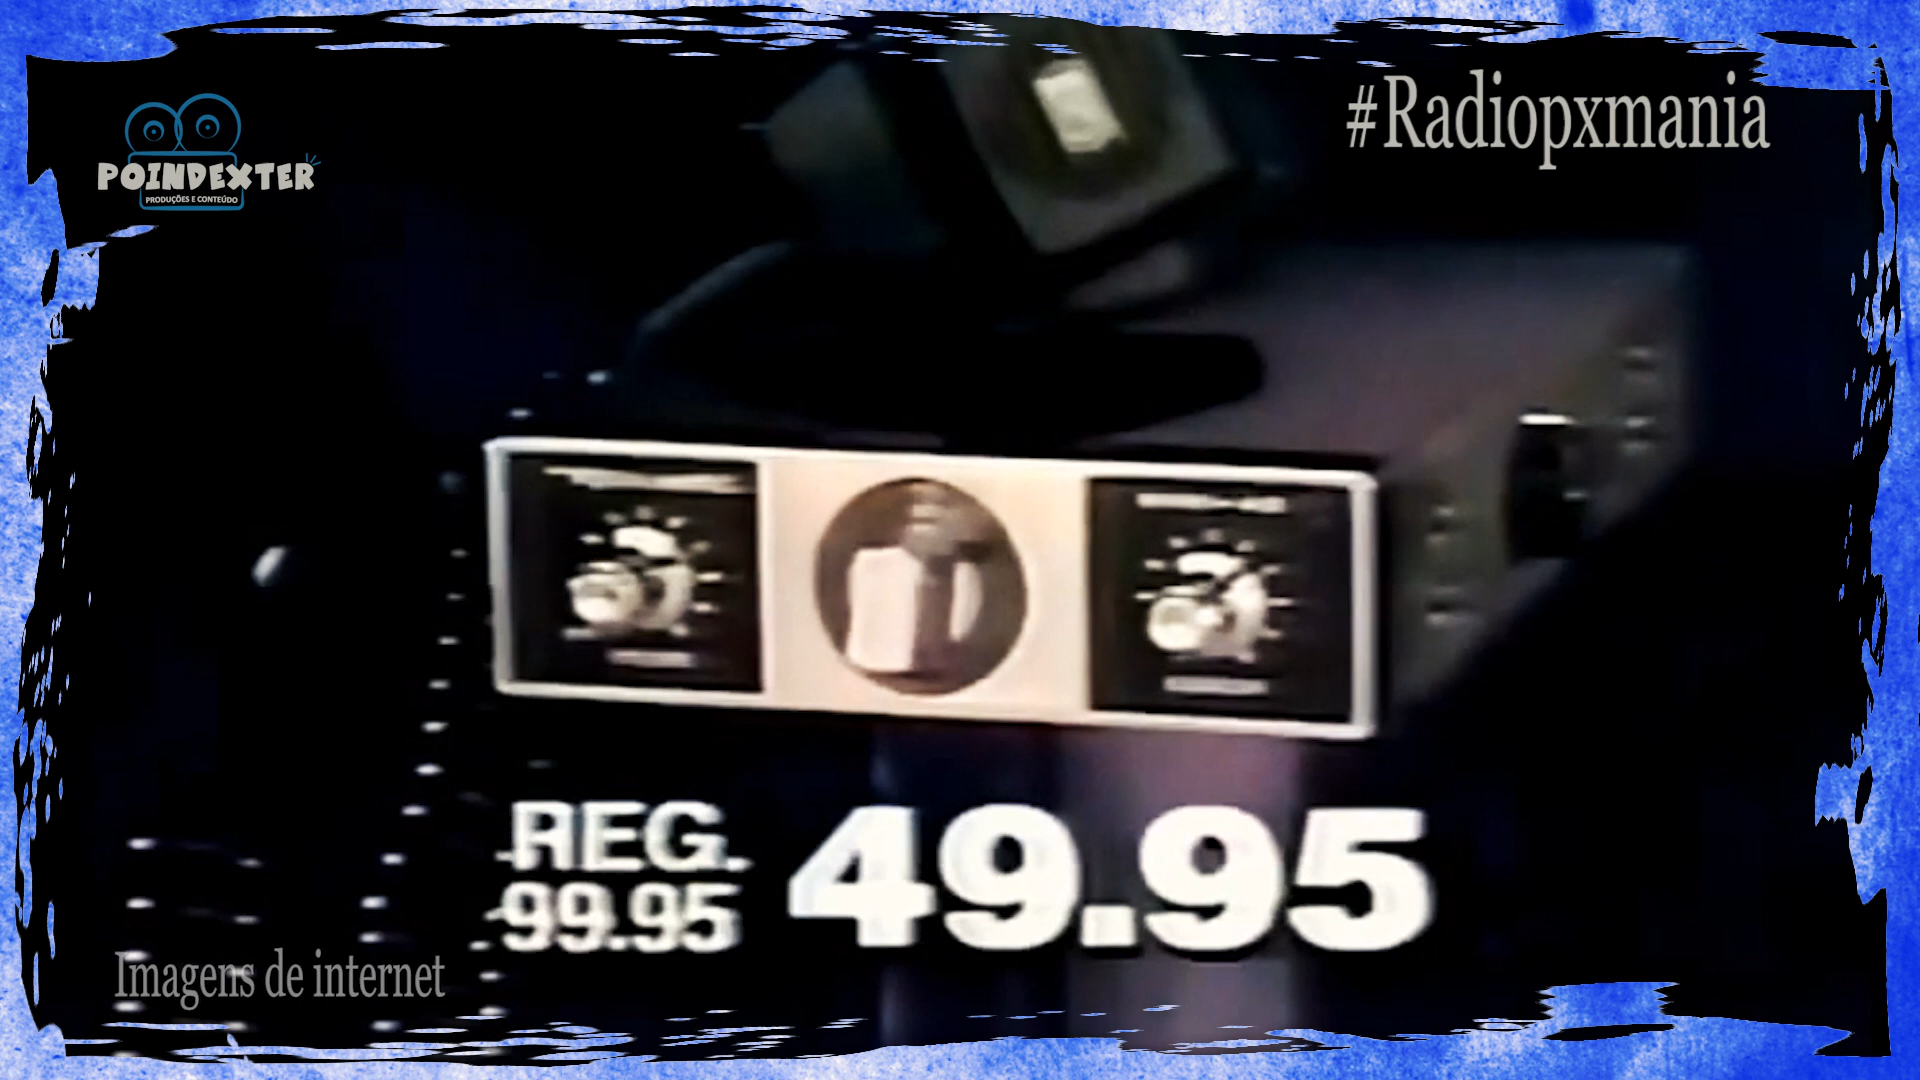 #Radiopxmania
POINDEXTER
PRODUÇÕES E CONTEÚDO
REG.
99.95
49.95
Imagens de internet